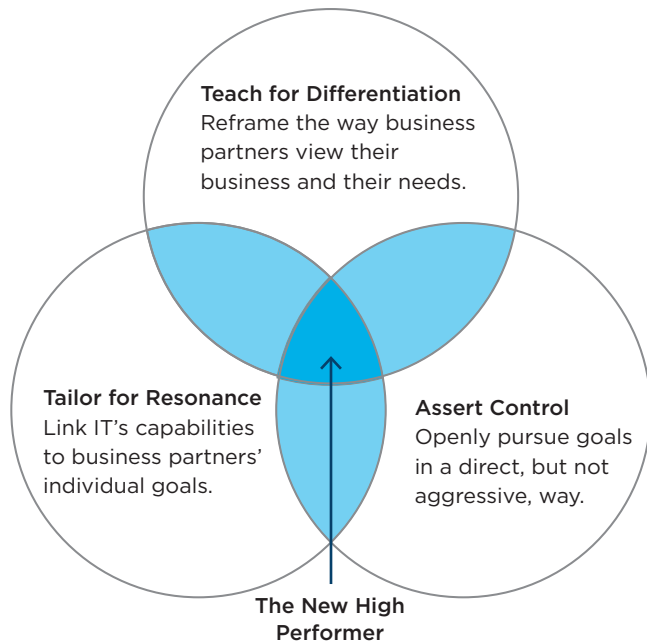 Teach for Differentiation
Reframe the way business
partners view their
business and their needs.
Tailor for Resonance
Link IT’s capabilities
to business partners’
individual goals.
Assert Control
Openly pursue goals
in a direct, but not
aggressive, way.
The New High
Performer